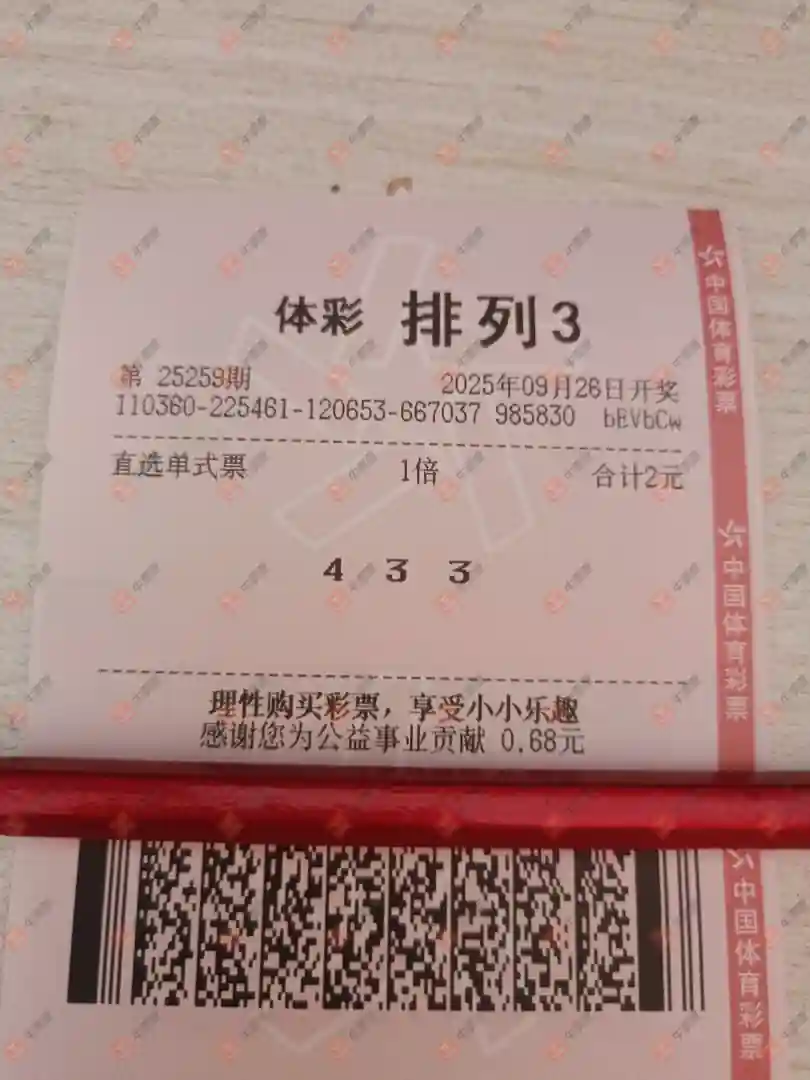 体彩 排列3
第 25259期 2025年09月26日开奖
110360-225461-120653-667037 985830 bEVbCw
直选单式票 1倍 合计2元
4 3 3
理性购买彩票，享受小小乐趣
感谢您为公益事业贡献 0.68元
中国体育彩票
中国体育彩票
中国体育彩票